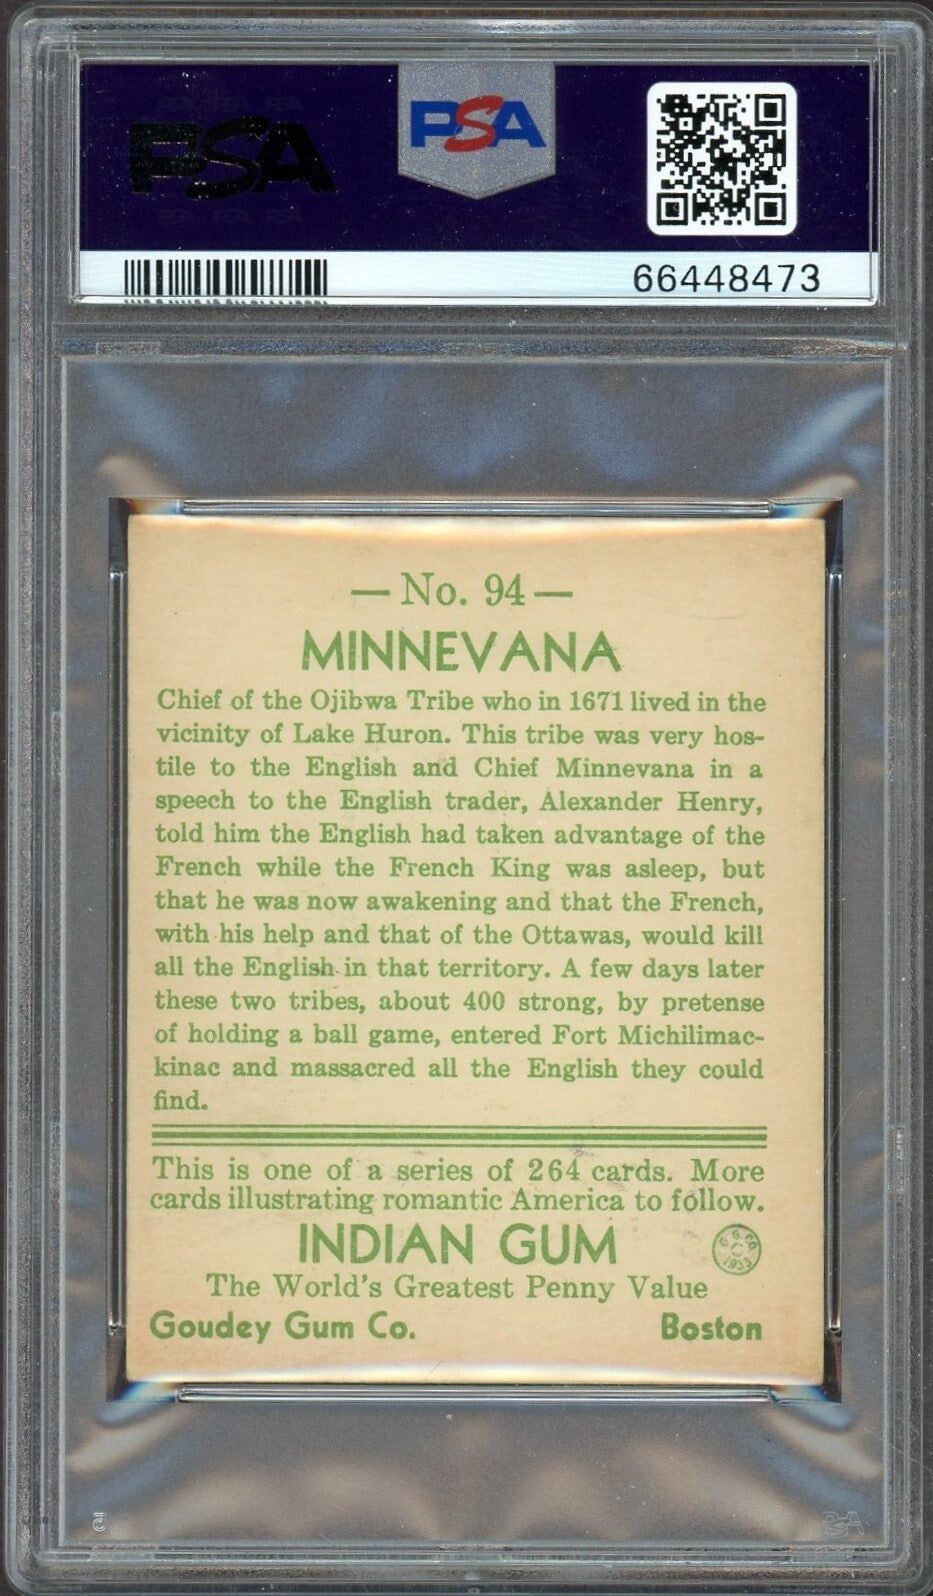 PSA
PSA
66448473
— No. 94 —
MINNEVANA
Chief of the Ojibwa Tribe who in 1671 lived in the
vicinity of Lake Huron. This tribe was very hos-
tile to the English and Chief Minnevana in a
speech to the English trader, Alexander Henry,
told him the English had taken advantage of the
French while the French King was asleep, but
that he was now awakening and that the French,
with his help and that of the Ottawas, would kill
all the English in that territory. A few days later
these two tribes, about 400 strong, by pretense
of holding a ball game, entered Fort Michilimac-
kinac and massacred all the English they could
find.
This is one of a series of 264 cards. More
cards illustrating romantic America to follow.
INDIAN GUM
G. G. CO.
C
1933
The World's Greatest Penny Value
Goudey Gum Co. Boston
PSA